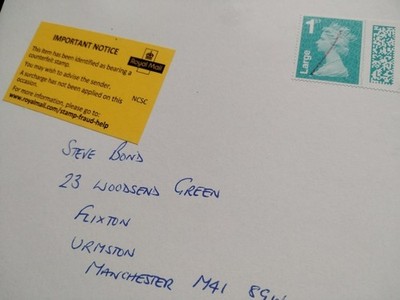 IMPORTANT NOTICE
Royal Mail
This item has been identified as bearing a
counterfeit stamp.
You may wish to advise the sender.
A surcharge has not been applied on this
occasion.
NCSC
For more information, please go to:
www.royalmail.com/stamp-fraud-help
1st
Large
STEVE BOND
23 WOODSEND GREEN
FLIXTON
URMSTON
MANCHESTER M41